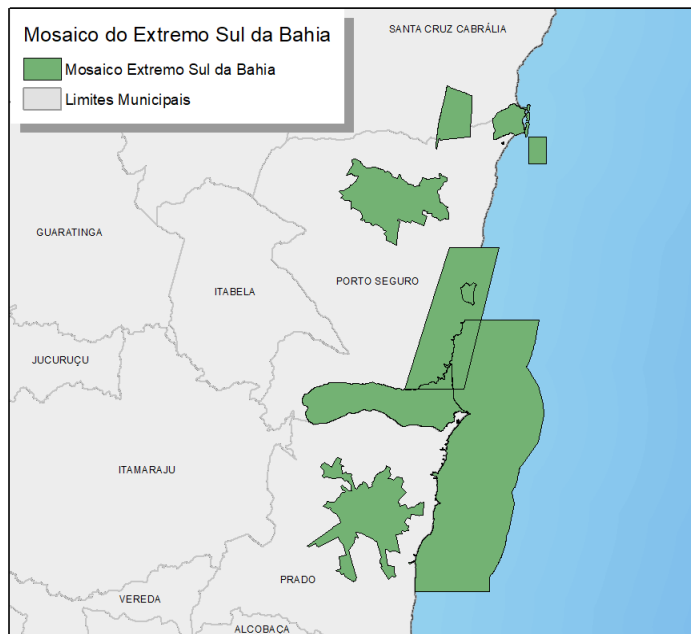 Mosaico do Extremo Sul da Bahia
Mosaico Extremo Sul da Bahia
Limites Municipais
SANTA CRUZ CABRÁLIA
GUARATINGA
ITABELA
PORTO SEGURO
JUCURUÇU
ITAMARAJU
PRADO
VEREDA
ALCOBAÇA